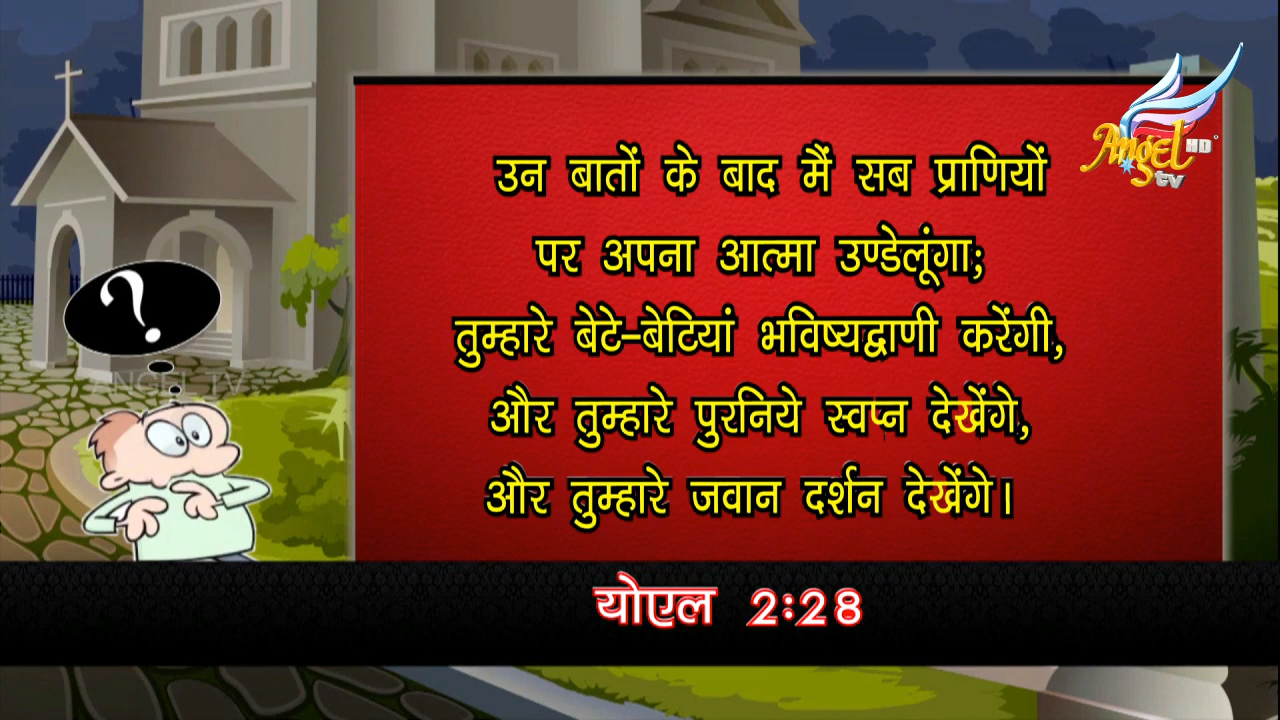 Angel HD
tv
उन बातों के बाद मैं सब प्राणियों
पर अपना आत्मा उण्डेलूंगा;
तुम्हारे बेटे-बेटियां भविष्यद्वाणी करेंगी,
और तुम्हारे पुरनिये स्वप्न देखेंगे,
और तुम्हारे जवान दर्शन देखेंगे।
?
ANGEL TV
योएल 2:28